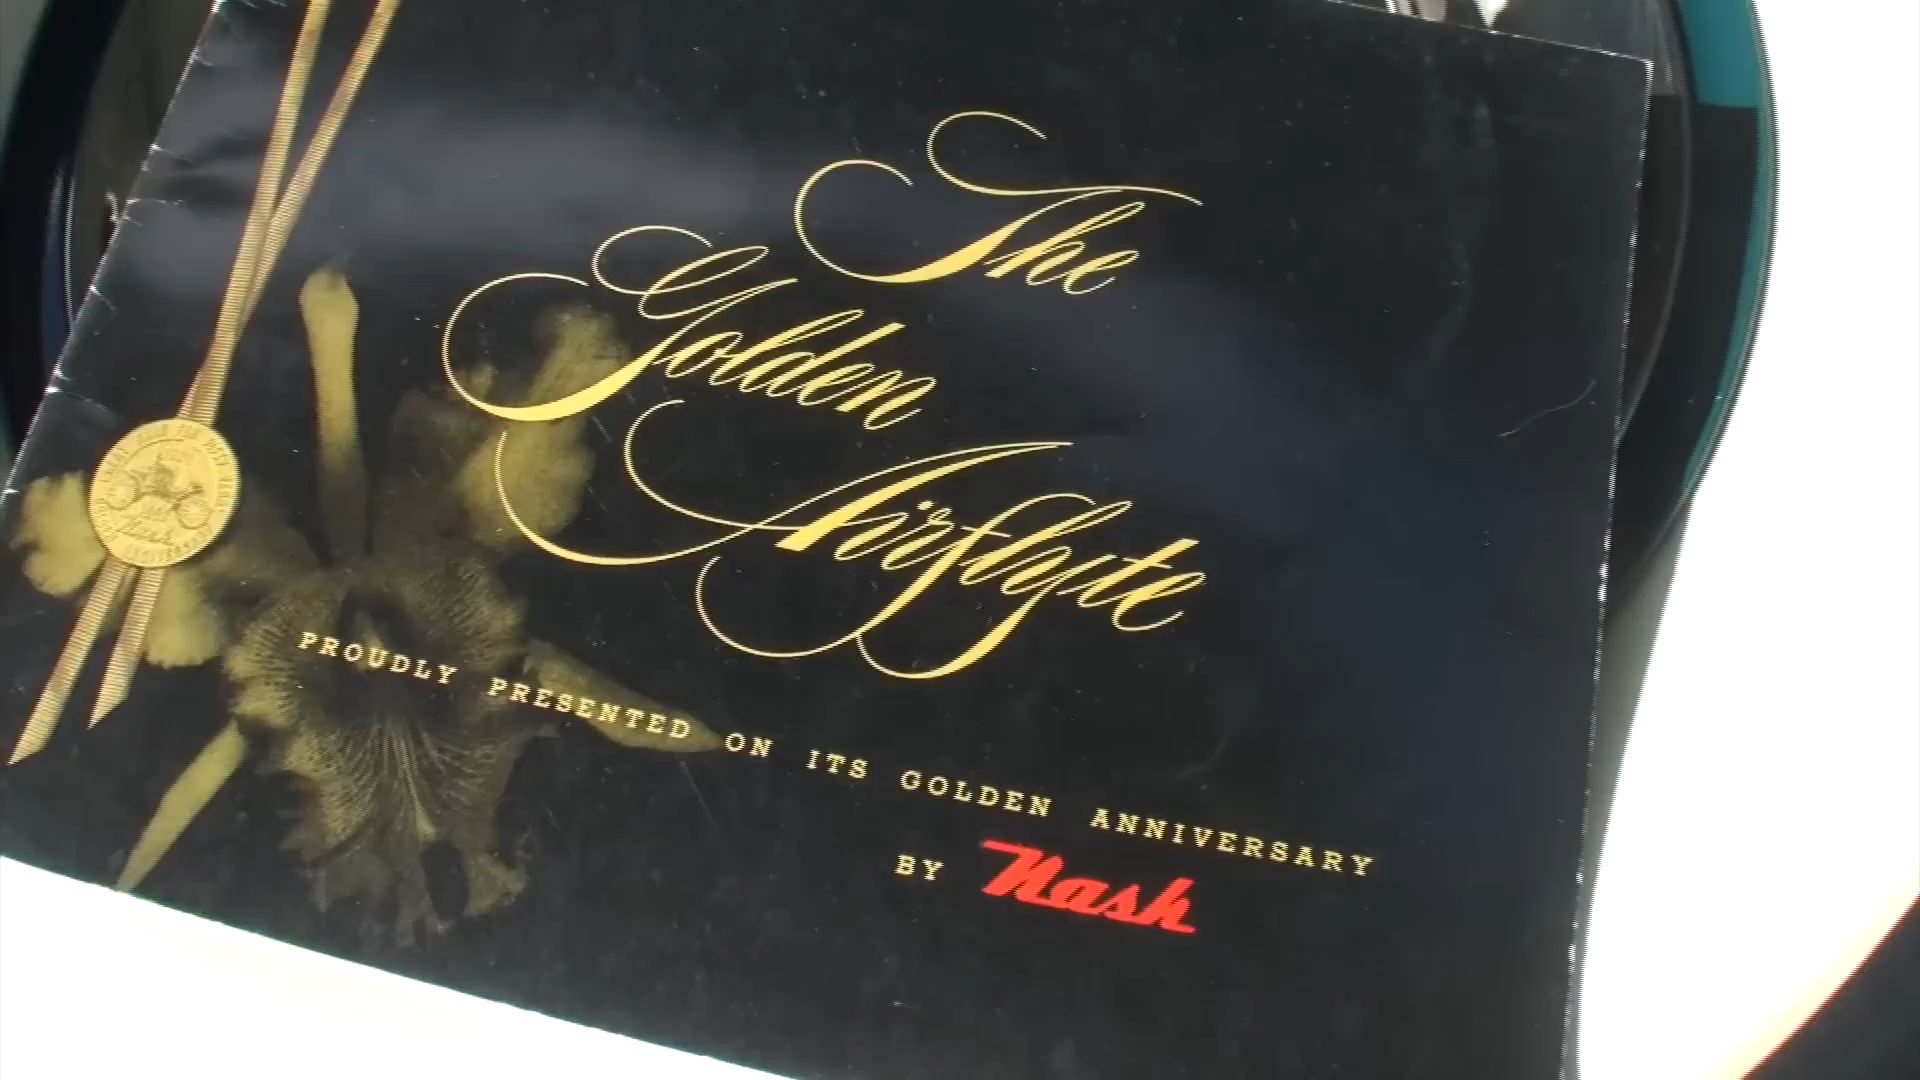 The
Golden
Airflyte
PROUDLY PRESENTED ON ITS GOLDEN ANNIVERSARY
BY Nash